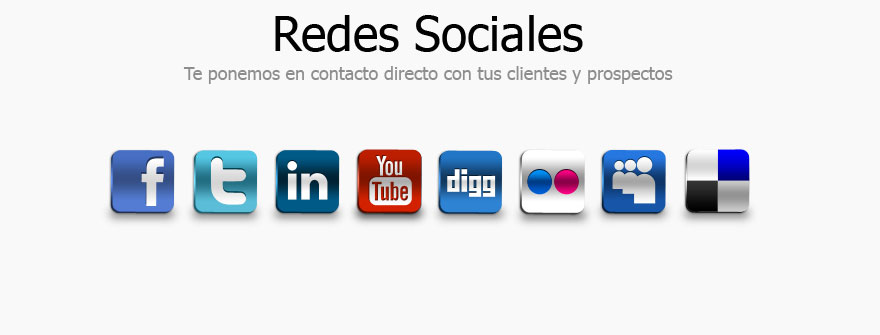 Redes Sociales
Te ponemos en contacto directo con tus clientes y prospectos
f t in You Tube digg